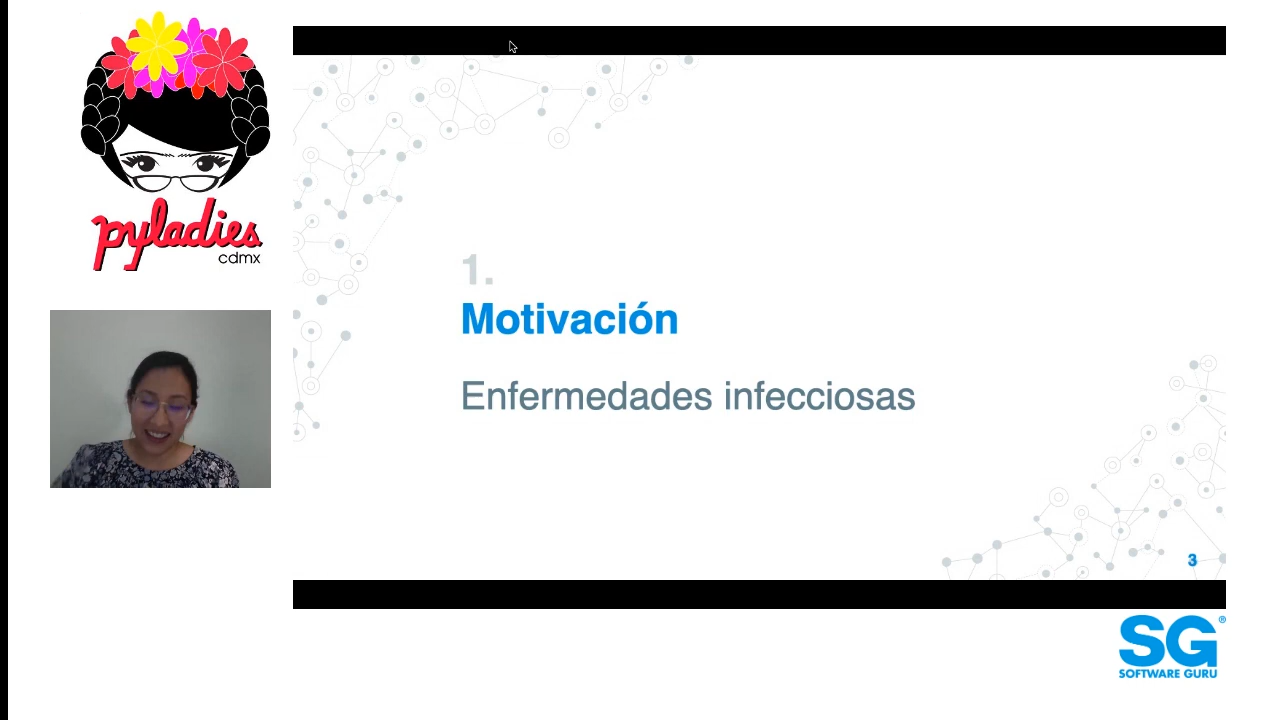 pyladies
cdmx
1.
Motivación
Enfermedades infecciosas
3
SG®
SOFTWARE GURU